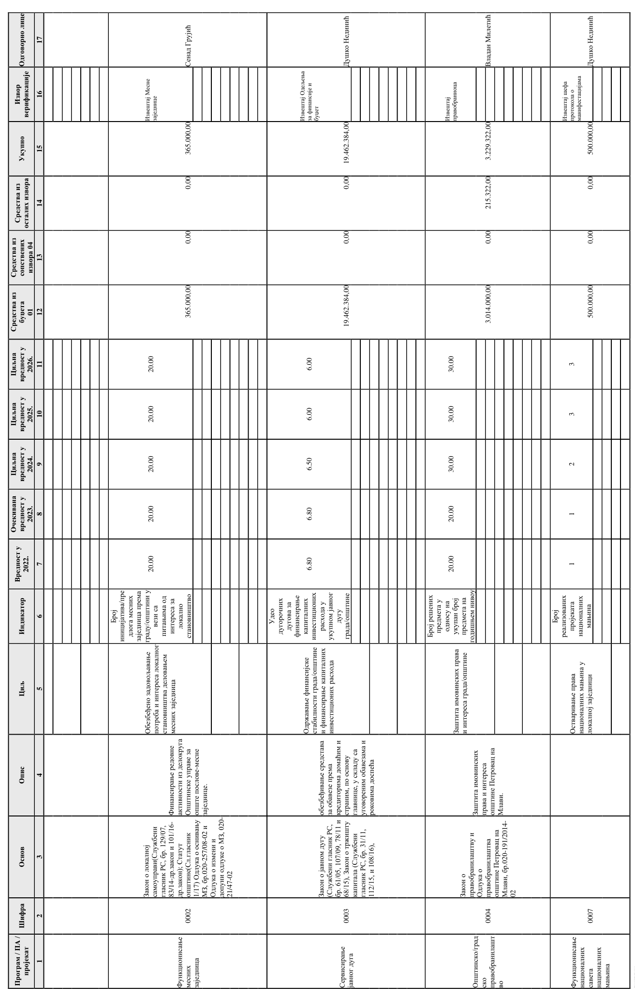 Програм / ПА /
пројекат
Шифра
Основ
Опис
Циљ
Индикатор
Вредност у
2022.
Очекивана
вредност у
2023.
Циљна
вредност у
2024.
Циљна
вредност у
2025.
Циљна
вредност у
2026.
Средства из
буџета
01
Средства из
сопствених
извора 04
Средства из
осталих извора
Укупно
Извор
верификације
Одговорно лице
1
2
3
4
5
6
7
8
9
10
11
12
13
14
15
16
17
Функционисање
месних
заједница
0002
Закон о локалној
самоуправи(Службени
гласник РС, бр. 129/07,
83/14-др.закон и 101/16-
др.закон); Статут
општине(Сл.гласник
1/17) Одлука о оснивању
МЗ, бр.020-257/08-02 и
Одлука о измени и
допуни одлуке о МЗ, 020-
21/47-02
Финансирање редовне
активности из делокруга
Општинске управе за
опште послове-месне
заједнице.
Обезбеђено задовољавање
потреба и интереса локалног
становништва деловањем
месних заједница
Број
иницијатива/пре
длога месних
заједница према
граду/општини у
вези са
питањима од
интереса за
локално
становништво
20.00
20.00
20.00
20.00
20.00
365.000,00
0,00
0,00
365.000,00
Извештај Месне
заједнице
Сенад Грујић
Сервисирање
јавног дуга
0003
Закон о јавном дугу
(Службени гласник РС,
бр. 61/05, 107/09, 78/11 и
68/15), Закон о тржишту
капитала (Службени
гласник РС, бр. 31/11,
112/15, и 108/16),
обезбеђивање средстава
за обавезе према
кредиторима домаћим и
страним, по основу
главнице, у складу са
уговореним обавезама и
роковима доспећа
Одржавање финансијске
стабилности града/општине
и финансирање капиталних
инвестиционих расхода
Удео
дугорочних
дугова за
финансирање
капиталних
инвестиционих
расхода у
укупном јавног
дугу
града/општине
6.80
6.80
6.50
6.00
6.00
19.462.384,00
0,00
0,00
19.462.384,00
Извештај Одељења
за финансије и
буџет
Душко Нединић
Општинско/град
ско
правобранилашт
во
0004
Закон о
правобранилаштву и
Одлука о
правобранилаштва
општине Петровац на
Млави, бр.020-191/2014-
02
Заштита имовинских
права и интереса
општине Петровац на
Млави.
Заштита имовинских права
и интереса града/општине
Број решених
предмета у
односу на
укупан број
предмета на
годишњем нивоу
20.00
20.00
30.00
30.00
30.00
3.014.000,00
0,00
215.322,00
3.229.322,00
Извештај
правобраниоца
Владан Милетић
Функционисање
националних
савета
националних
мањина
0007
Остваривање права
националних мањина у
локалној заједници
Број
реализованих
пројеката
националних
мањина
1
1
2
3
3
500.000,00
0,00
0,00
500.000,00
Извештај шефа
протокола о
манифестацијама
Душко Нединић